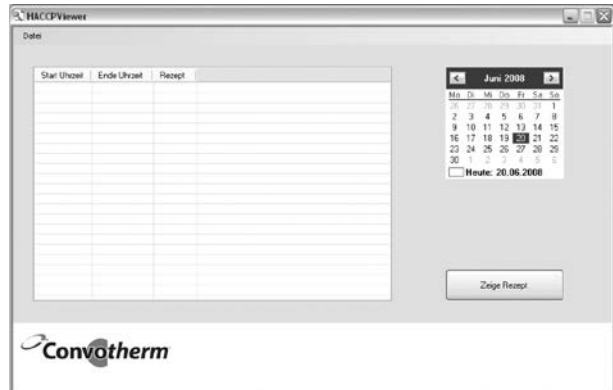 HACCPViewer
Datei
Start Uhrzeit Ende Uhrzeit Rezept
Juni 2008
Mo Di Mi Do Fr Sa So
26 27 28 29 30 31 1
2 3 4 5 6 7 8
9 10 11 12 13 14 15
16 17 18 19 20 21 22
23 24 25 26 27 28 29
30 1 2 3 4 5 6
Heute: 20.06.2008
Zeige Rezept
Convotherm